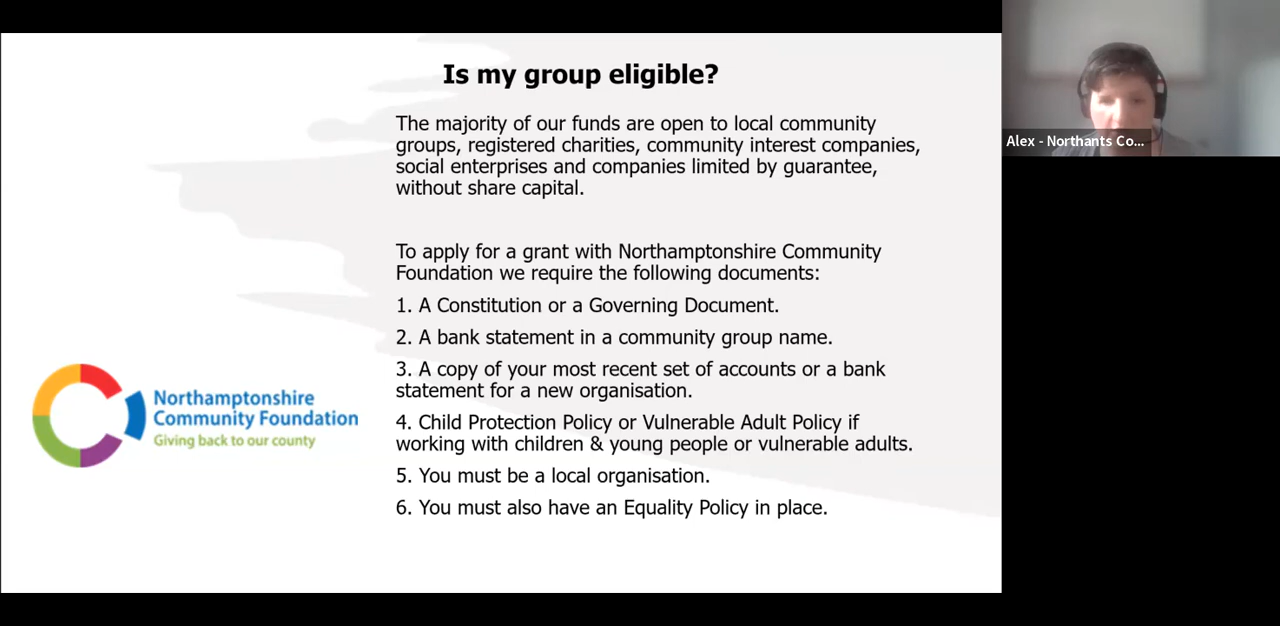 Is my group eligible?
The majority of our funds are open to local community
groups, registered charities, community interest companies,
social enterprises and companies limited by guarantee,
without share capital.
To apply for a grant with Northamptonshire Community
Foundation we require the following documents:
1. A Constitution or a Governing Document.
2. A bank statement in a community group name.
3. A copy of your most recent set of accounts or a bank
statement for a new organisation.
4. Child Protection Policy or Vulnerable Adult Policy if
working with children & young people or vulnerable adults.
5. You must be a local organisation.
6. You must also have an Equality Policy in place.
Northamptonshire
Community Foundation
Giving back to our county
Alex - Northants Co...